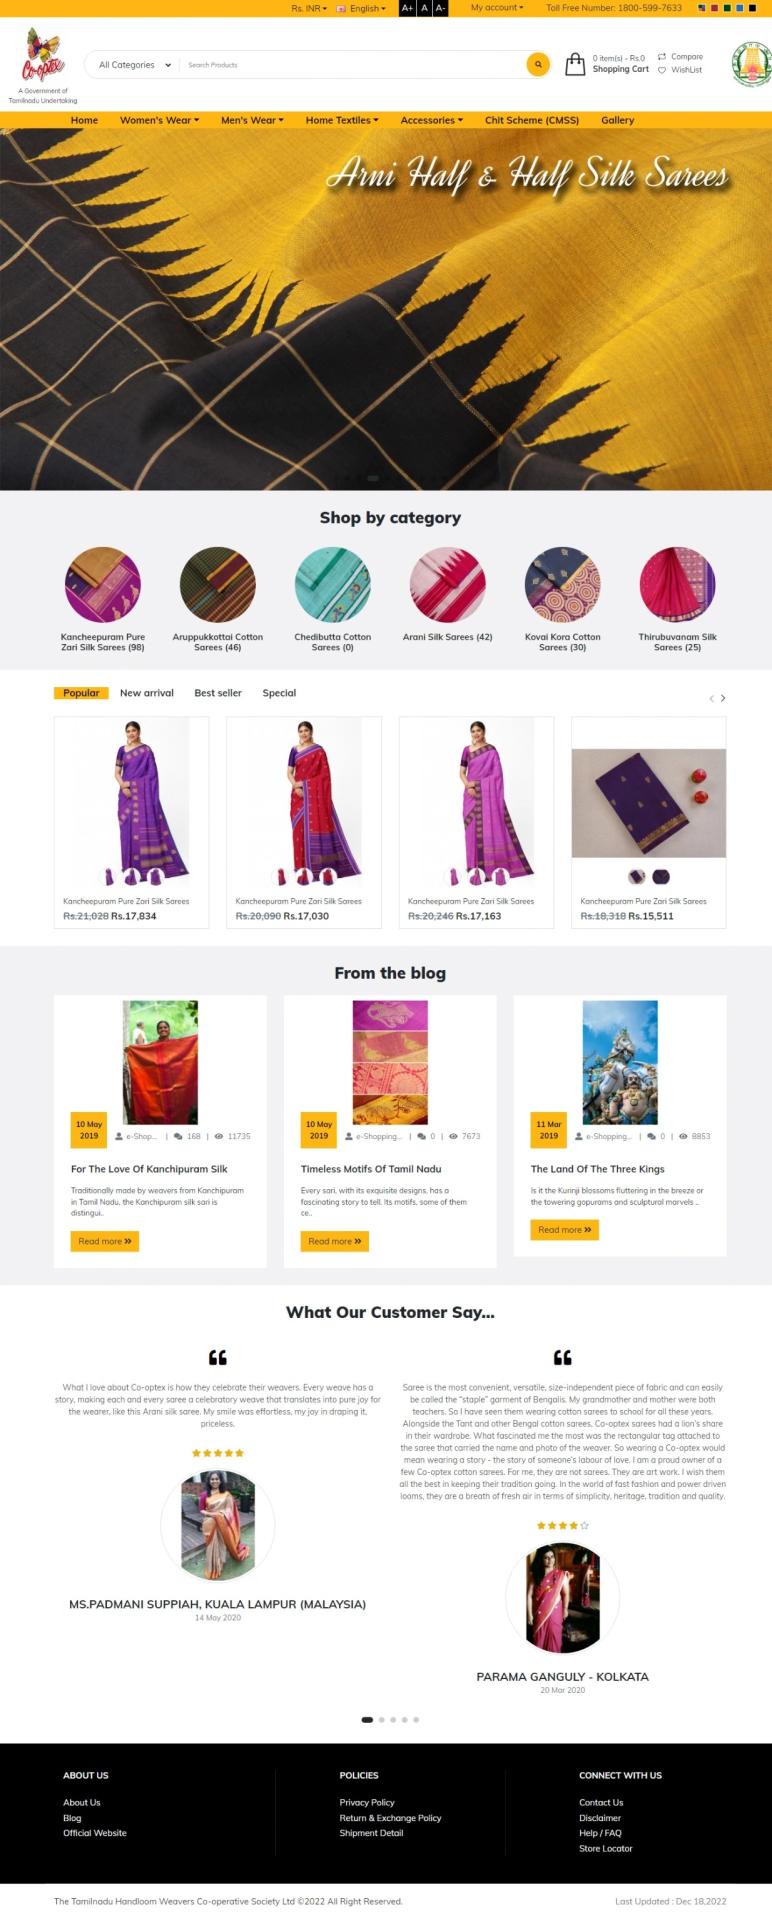 Rs. INR English A+ A A- My account Toll Free Number: 1800-599-7633
Co-optex
A Government of
Tamilnadu Undertaking
All Categories Search Products
0 item(s) - Rs.0
Shopping Cart
Compare
WishList
Home Women's Wear Men's Wear Home Textiles Accessories Chit Scheme (CMSS) Gallery
Arni Half & Half Silk Sarees
Shop by category
Kancheepuram Pure
Zari Silk Sarees (98)
Aruppukkottai Cotton
Sarees (46)
Chedibutta Cotton
Sarees (0)
Arani Silk Sarees (42)
Kovai Kora Cotton
Sarees (30)
Thirubuvanam Silk
Sarees (25)
Popular New arrival Best seller Special
Kancheepuram Pure Zari Silk Sarees
Rs.21,028 Rs.17,834
Kancheepuram Pure Zari Silk Sarees
Rs.20,090 Rs.17,030
Kancheepuram Pure Zari Silk Sarees
Rs.20,246 Rs.17,163
Kancheepuram Pure Zari Silk Sarees
Rs.18,318 Rs.15,511
From the blog
10 May
2019
e-Shop... | 168 | 11735
For The Love Of Kanchipuram Silk
Traditionally made by weavers from Kanchipuram
in Tamil Nadu, the Kanchipuram silk sari is
distingui..
Read more »
10 May
2019
e-Shopping... | 0 | 7673
Timeless Motifs Of Tamil Nadu
Every sari, with its exquisite designs, has a
fascinating story to tell. Its motifs, some of them
ce..
Read more »
11 Mar
2019
e-Shopping... | 0 | 8853
The Land Of The Three Kings
Is it the Kurinji blossoms fluttering in the breeze or
the towering gopurams and sculptural marvels ..
Read more »
What Our Customer Say...
What I love about Co-optex is how they celebrate their weavers. Every weave has a
story, making each and every saree a celebratory weave that translates into pure joy for
the wearer, like this Arani silk saree. My smile was effortless, my joy in draping it,
priceless.
MS.PADMANI SUPPIAH, KUALA LAMPUR (MALAYSIA)
14 May 2020
Saree is the most convenient, versatile, size-independent piece of fabric and can easily
be called the "staple" garment of Bengalis. My grandmother and mother were both
teachers. So I have seen them wearing cotton sarees to school for all these years.
Alongside the Tant and other Bengal cotton sarees, Co-optex sarees had a lion's share
in their wardrobe. What fascinated me the most was the rectangular tag attached to
the saree that carried the name and photo of the weaver. So wearing a Co-optex would
mean wearing a story - the story of someone's labour of love. I am a proud owner of a
few Co-optex cotton sarees. For me, they are not sarees. They are art work. I wish them
all the best in keeping their tradition going. In the world of fast fashion and power driven
looms, they are a breath of fresh air in terms of simplicity, heritage, tradition and quality.
PARAMA GANGULY - KOLKATA
20 Mar 2020
ABOUT US
About Us
Blog
Official Website
POLICIES
Privacy Policy
Return & Exchange Policy
Shipment Detail
CONNECT WITH US
Contact Us
Disclaimer
Help / FAQ
Store Locator
The Tamilnadu Handloom Weavers Co-operative Society Ltd ©2022 All Right Reserved.
Last Updated : Dec 18,2022